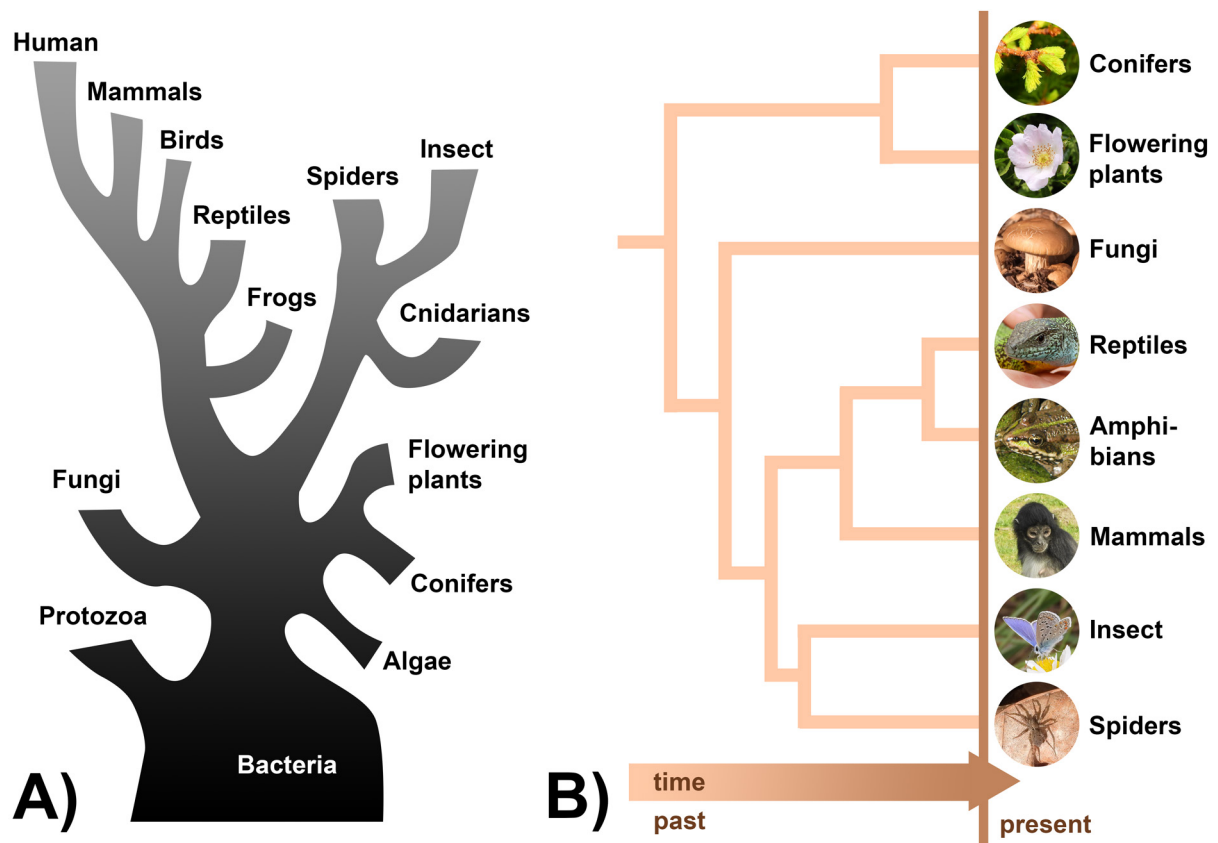 Human
Mammals
Birds
Reptiles
Frogs
Spiders
Insect
Cnidarians
Flowering
plants
Fungi
Conifers
Protozoa
Algae
Bacteria
A)
Conifers
Flowering
plants
Fungi
Reptiles
Amphi-
bians
Mammals
Insect
Spiders
time
past
present
B)